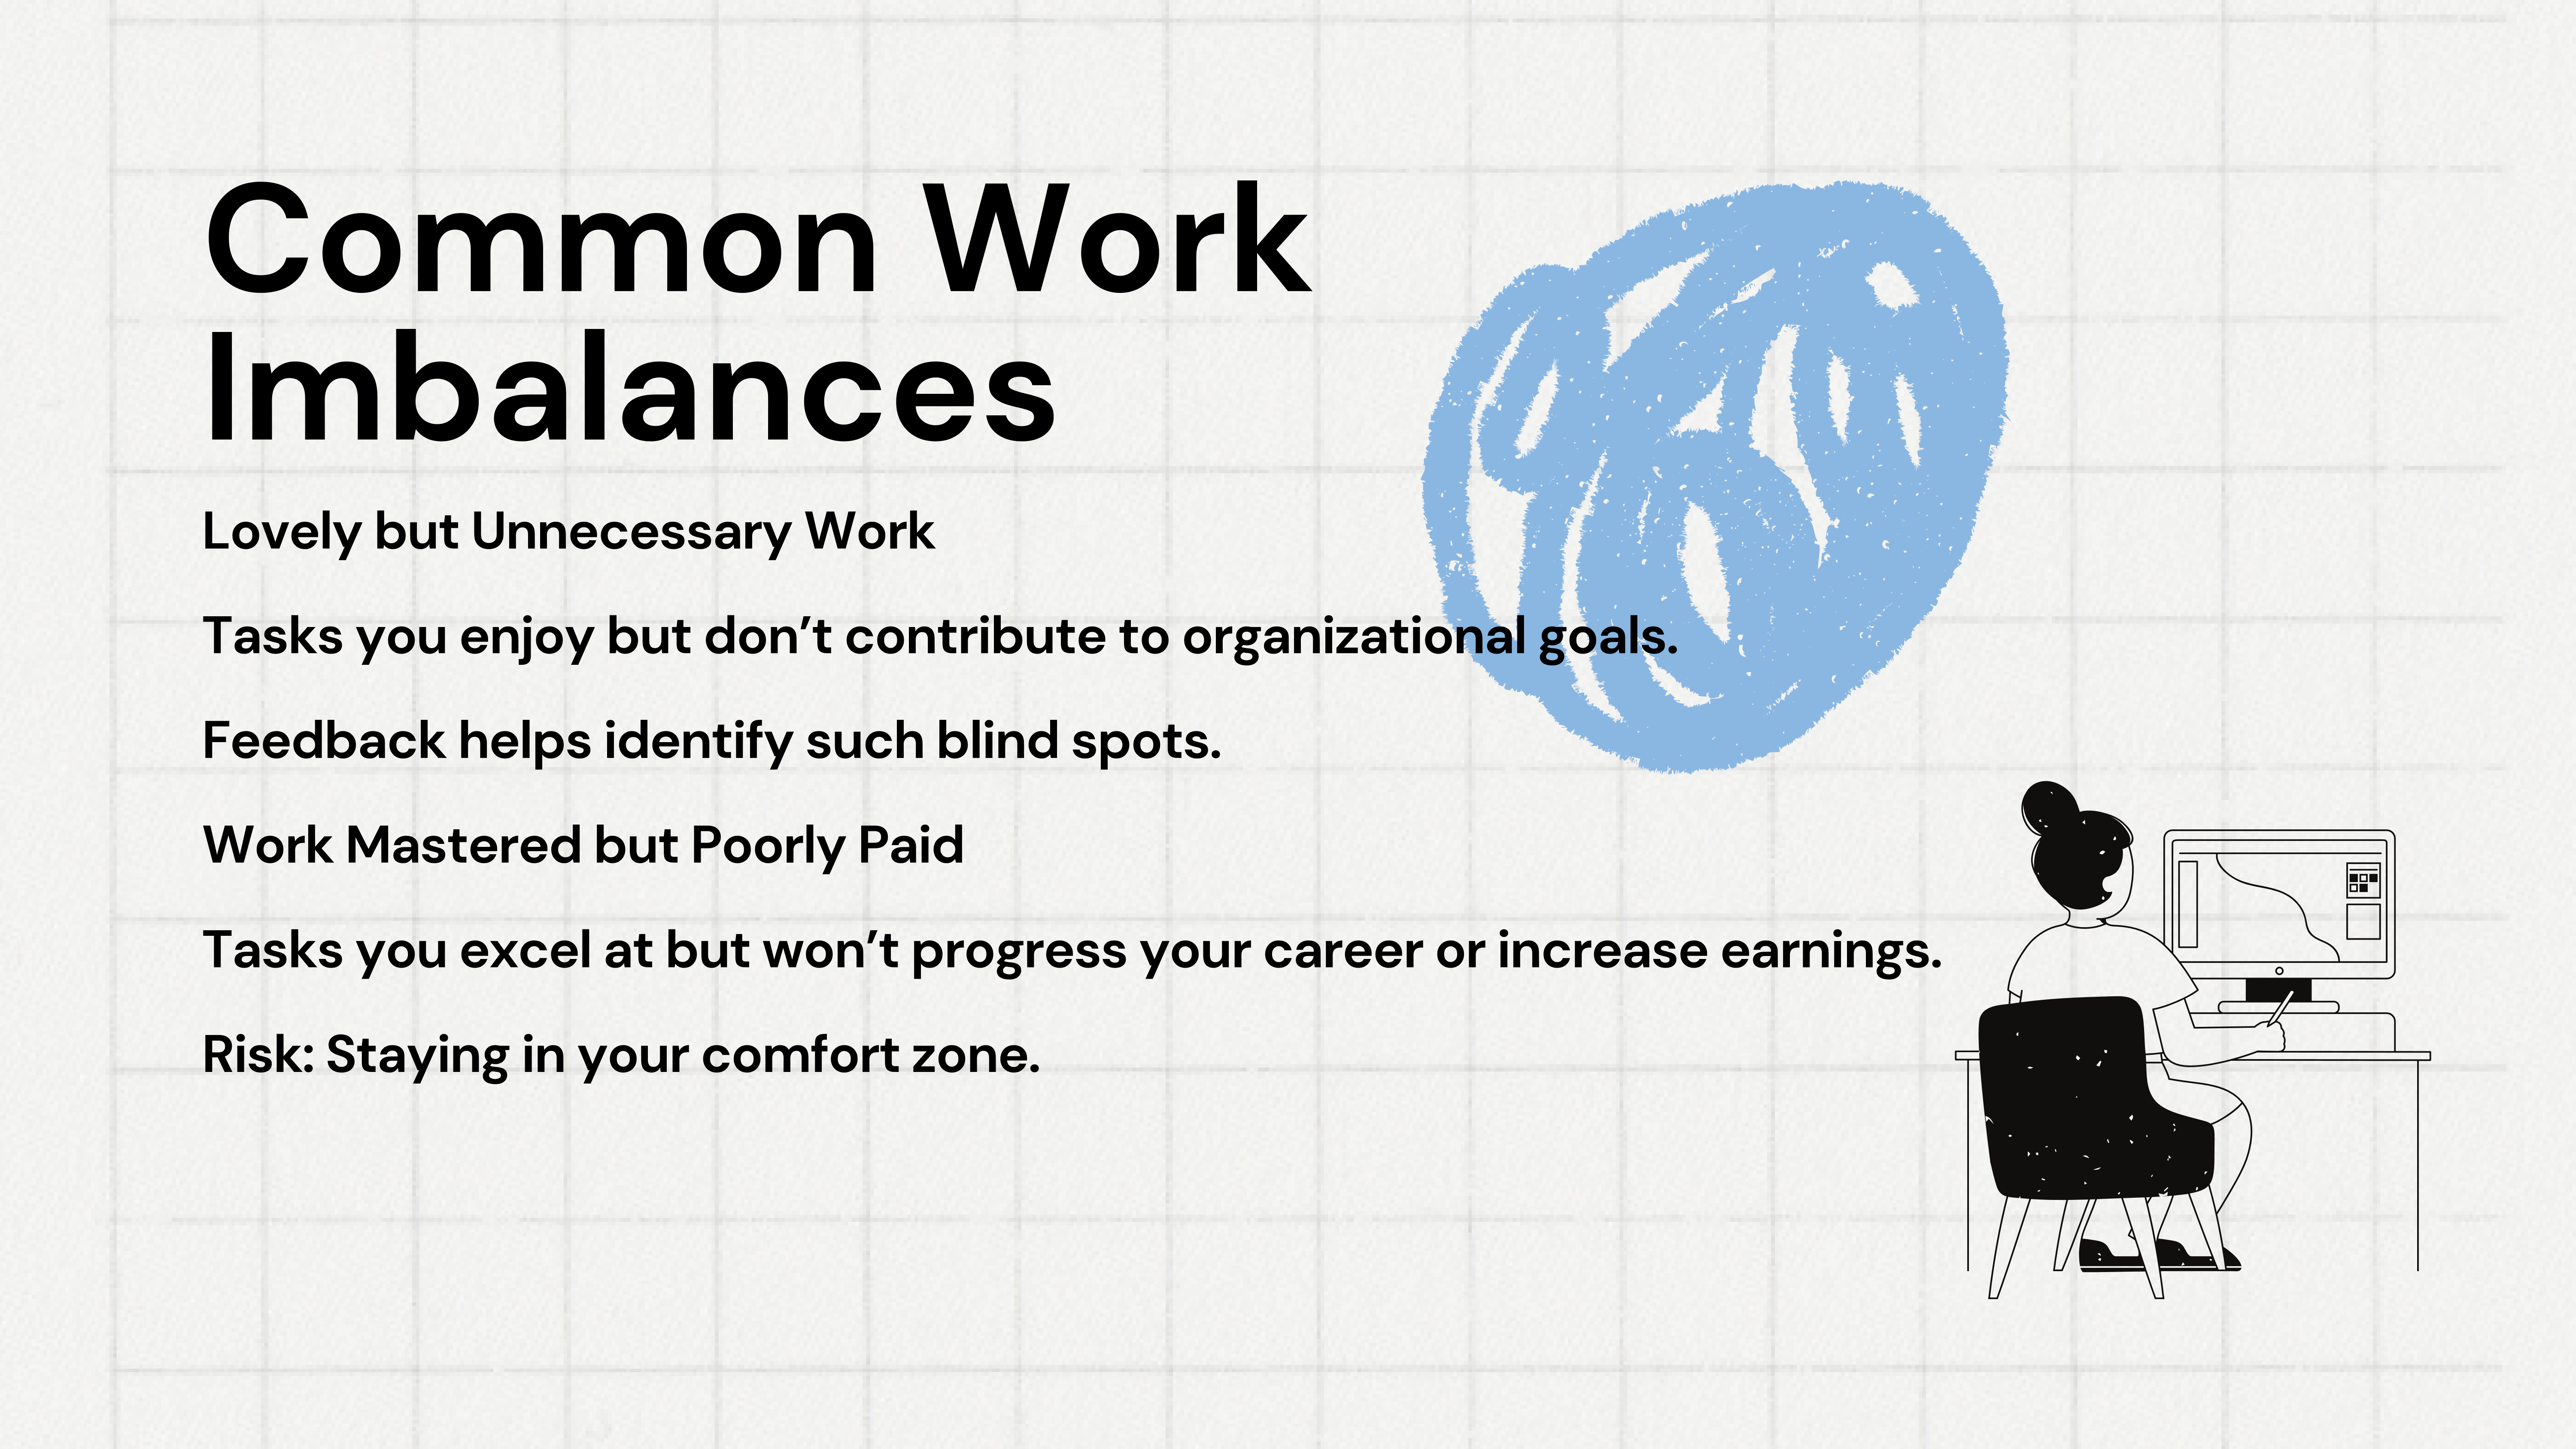 Common Work
Imbalances
Lovely but Unnecessary Work
Tasks you enjoy but don’t contribute to organizational goals.
Feedback helps identify such blind spots.
Work Mastered but Poorly Paid
Tasks you excel at but won’t progress your career or increase earnings.
Risk: Staying in your comfort zone.